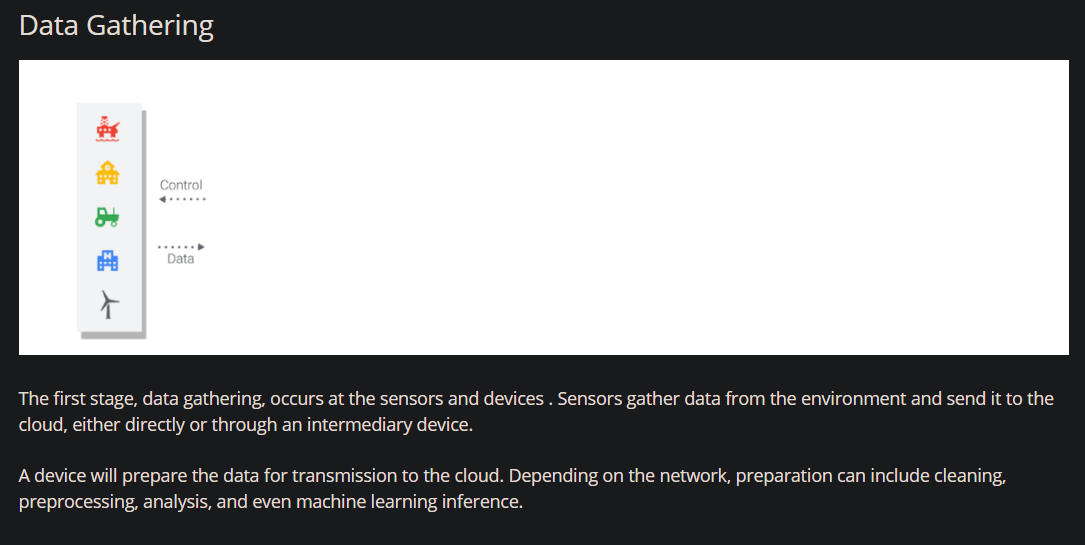 Data Gathering
Control
Data
The first stage, data gathering, occurs at the sensors and devices . Sensors gather data from the environment and send it to the
cloud, either directly or through an intermediary device.
A device will prepare the data for transmission to the cloud. Depending on the network, preparation can include cleaning,
preprocessing, analysis, and even machine learning inference.